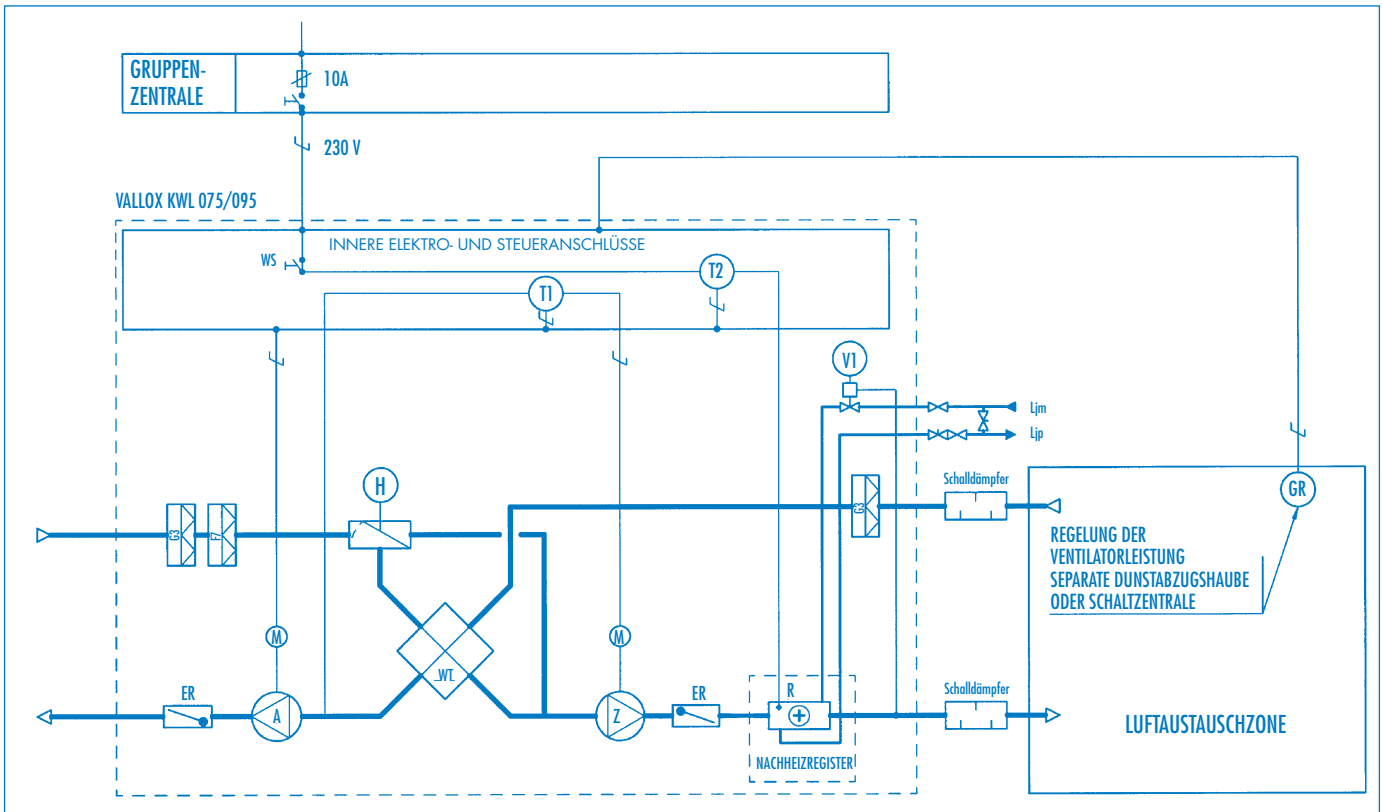 GRUPPEN-
ZENTRALE
10A
230 V
VALLOX KWL 075/095
INNERE ELEKTRO- UND STEUERANSCHLÜSSE
WS
T1
T2
V1
Ljm
Ljp
H
G3
F7
G3
Schalldämpfer
GR
REGELUNG DER
VENTILATORLEISTUNG
SEPARATE DUNSTABZUGSHAUBE
ODER SCHALTZENTRALE
M
M
WT
ER
A
Z
ER
R
Schalldämpfer
NACHHEIZREGISTER
LUFTAUSTAUSCHZONE